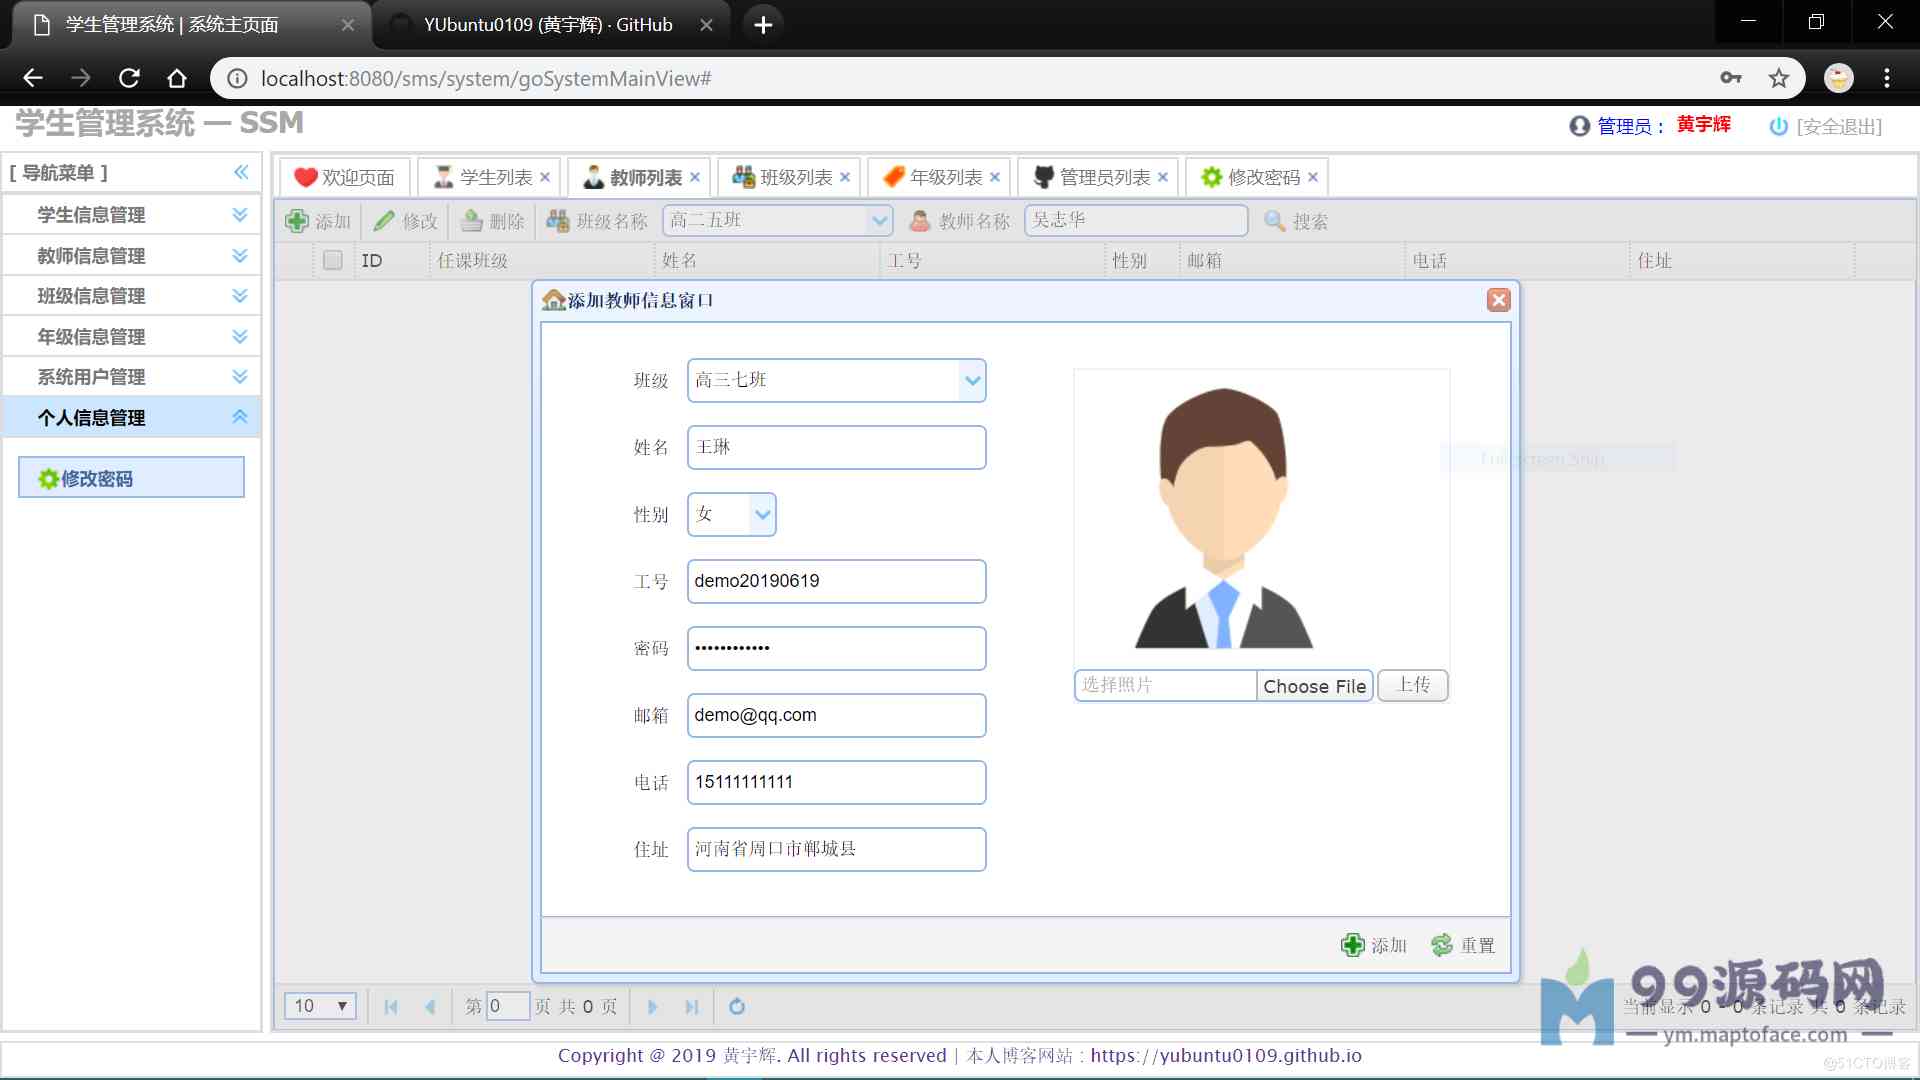 学生管理系统 | 系统主页面
YUbuntu0109 (黄宇辉) · GitHub
localhost:8080/sms/system/goSystemMainView#
学生管理系统 — SSM
管理员： 黄宇辉 [安全退出]
[ 导航菜单 ]
学生信息管理
教师信息管理
班级信息管理
年级信息管理
系统用户管理
个人信息管理
修改密码
欢迎页面 学生列表 教师列表 班级列表 年级列表 管理员列表 修改密码
添加 修改 删除 班级名称 高二五班 教师名称 吴志华 搜索
ID 任课班级 姓名 工号 性别 邮箱 电话 住址
添加教师信息窗口
班级 高三七班
姓名 王琳
性别 女
工号 demo20190619
密码 ••••••••••••
邮箱 demo@qq.com
电话 15111111111
住址 河南省周口市郸城县
选择照片 Choose File 上传
添加 重置
10 第 0 页 共 0 页
当前显示 0 - 0 条记录 共 0 条记录
99源码网
ym.maptoface.com
Copyright @ 2019 黄宇辉. All rights reserved | 本人博客网站 : https://yubuntu0109.github.io
@51CTO博客